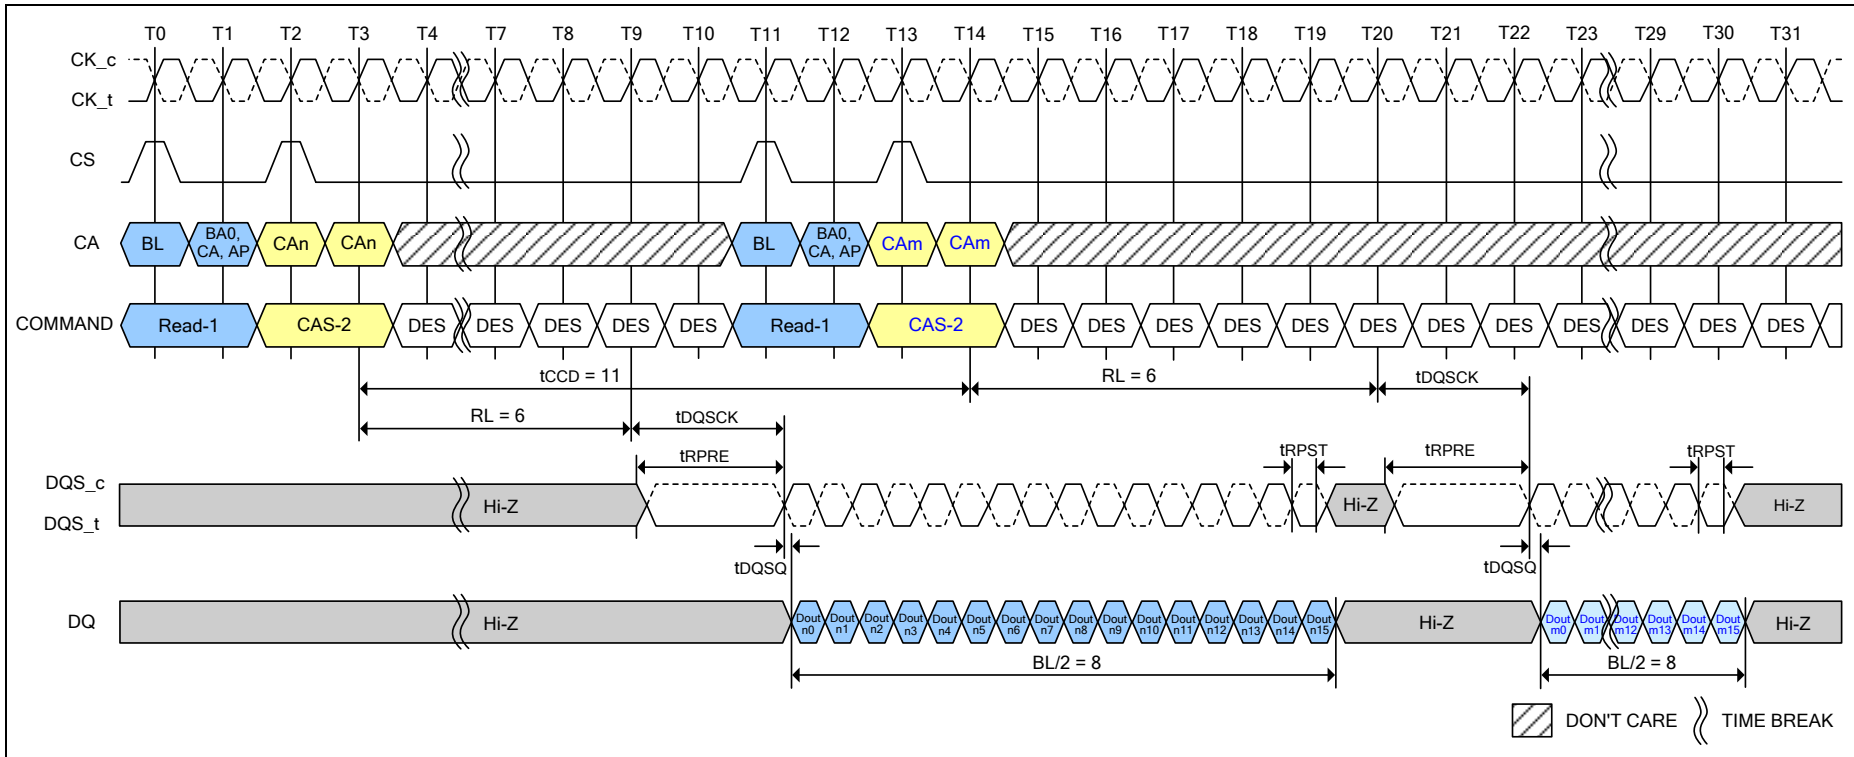 T0 T1 T2 T3 T4 T7 T8 T9 T10 T11 T12 T13 T14 T15 T16 T17 T18 T19 T20 T21 T22 T23 T29 T30 T31
CK_c
CK_t
CS
CA BL BA0, CA, AP CAn CAn BL BA0, CA, AP CAm CAm
COMMAND Read-1 CAS-2 DES DES DES DES DES Read-1 CAS-2 DES DES DES DES DES DES DES DES DES DES DES DES
tCCD = 11 RL = 6 tDQSCK
RL = 6 tDQSCK
tRPRE tRPST tRPRE tRPST
DQS_c
DQS_t
Hi-Z Hi-Z Hi-Z
tDQSQ tDQSQ
DQ Hi-Z Dout n0 Dout n1 Dout n2 Dout n3 Dout n4 Dout n5 Dout n6 Dout n7 Dout n8 Dout n9 Dout n10 Dout n11 Dout n12 Dout n13 Dout n14 Dout n15 Hi-Z Dout m0 Dout m1 Dout m12 Dout m13 Dout m14 Dout m15 Hi-Z
BL/2 = 8 BL/2 = 8
DON'T CARE TIME BREAK